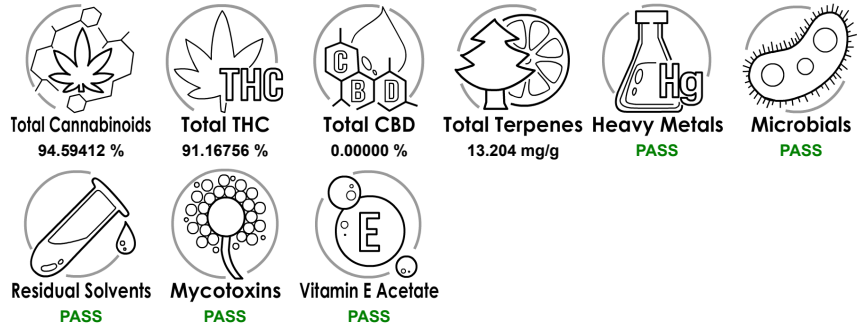 THC
C
B
D
Hg
Total Cannabinoids
Total THC
Total CBD
Total Terpenes
Heavy Metals
Microbials
94.59412 %
91.16756 %
0.00000 %
13.204 mg/g
PASS
PASS
E
Residual Solvents
Mycotoxins
Vitamin E Acetate
PASS
PASS
PASS